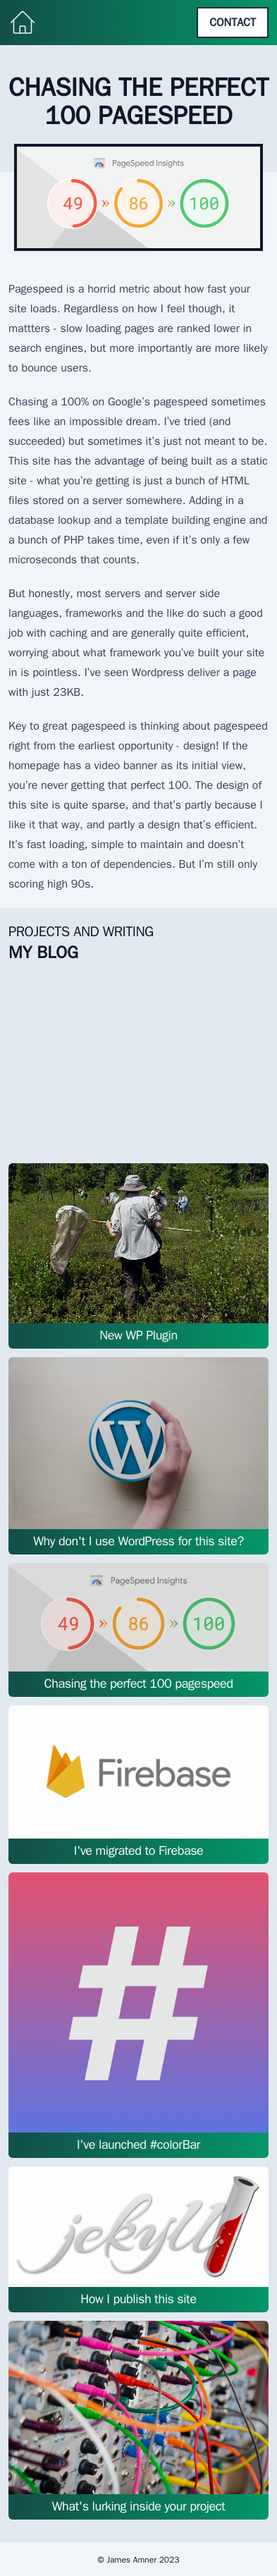 CONTACT
CHASING THE PERFECT
100 PAGESPEED
PageSpeed Insights
49 » 86 » 100
Pagespeed is a horrid metric about how fast your
site loads. Regardless on how I feel though, it
mattters - slow loading pages are ranked lower in
search engines, but more importantly are more likely
to bounce users.
Chasing a 100% on Google's pagespeed sometimes
fees like an impossible dream. I've tried (and
succeeded) but sometimes it's just not meant to be.
This site has the advantage of being built as a static
site - what you're getting is just a bunch of HTML
files stored on a server somewhere. Adding in a
database lookup and a template building engine and
a bunch of PHP takes time, even if it's only a few
microseconds that counts.
But honestly, most servers and server side
languages, frameworks and the like do such a good
job with caching and are generally quite efficient,
worrying about what framework you've built your site
in is pointless. I've seen Wordpress deliver a page
with just 23KB.
Key to great pagespeed is thinking about pagespeed
right from the earliest opportunity - design! If the
homepage has a video banner as its initial view,
you're never getting that perfect 100. The design of
this site is quite sparse, and that's partly because I
like it that way, and partly a design that's efficient.
It's fast loading, simple to maintain and doesn't
come with a ton of dependencies. But I'm still only
scoring high 90s.
PROJECTS AND WRITING
MY BLOG
New WP Plugin
Why don't I use WordPress for this site?
PageSpeed Insights
49 » 86 » 100
Chasing the perfect 100 pagespeed
Firebase
I've migrated to Firebase
#
I've launched #colorBar
jekyll
How I publish this site
What's lurking inside your project
© James Amner 2023